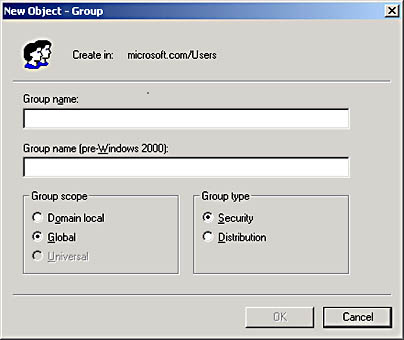 New Object - Group
Create in: microsoft.com/Users
Group name:
Group name (pre-Windows 2000):
Group scope
Domain local
Global
Universal
Group type
Security
Distribution
OK Cancel